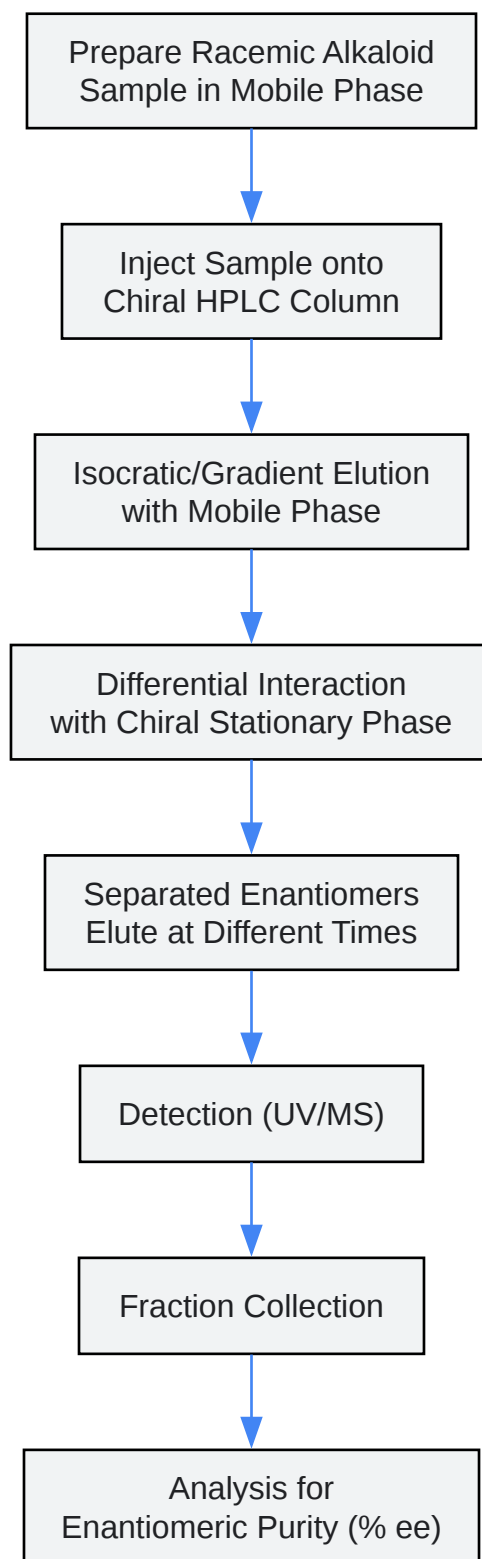 Prepare Racemic Alkaloid
Sample in Mobile Phase
Inject Sample onto
Chiral HPLC Column
Isocratic/Gradient Elution
with Mobile Phase
Differential Interaction
with Chiral Stationary Phase
Separated Enantiomers
Elute at Different Times
Detection (UV/MS)
Fraction Collection
Analysis for
Enantiomeric Purity (% ee)